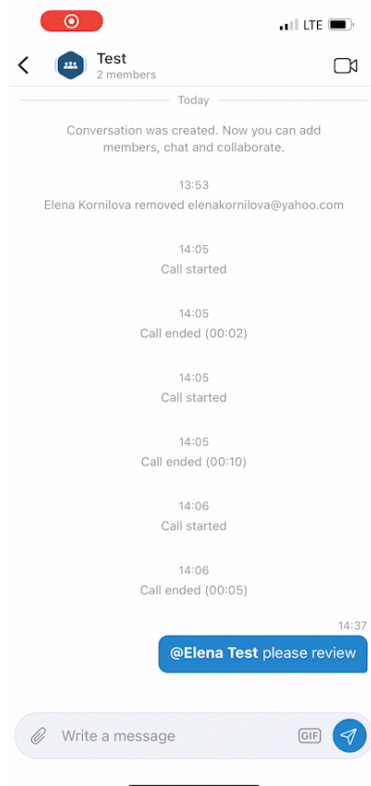 LTE
Test
2 members
Today
Conversation was created. Now you can add
members, chat and collaborate.
13:53
Elena Kornilova removed elenakornilova@yahoo.com
14:05
Call started
14:05
Call ended (00:02)
14:05
Call started
14:05
Call ended (00:10)
14:06
Call started
14:06
Call ended (00:05)
14:37
@Elena Test please review
Write a message
GIF